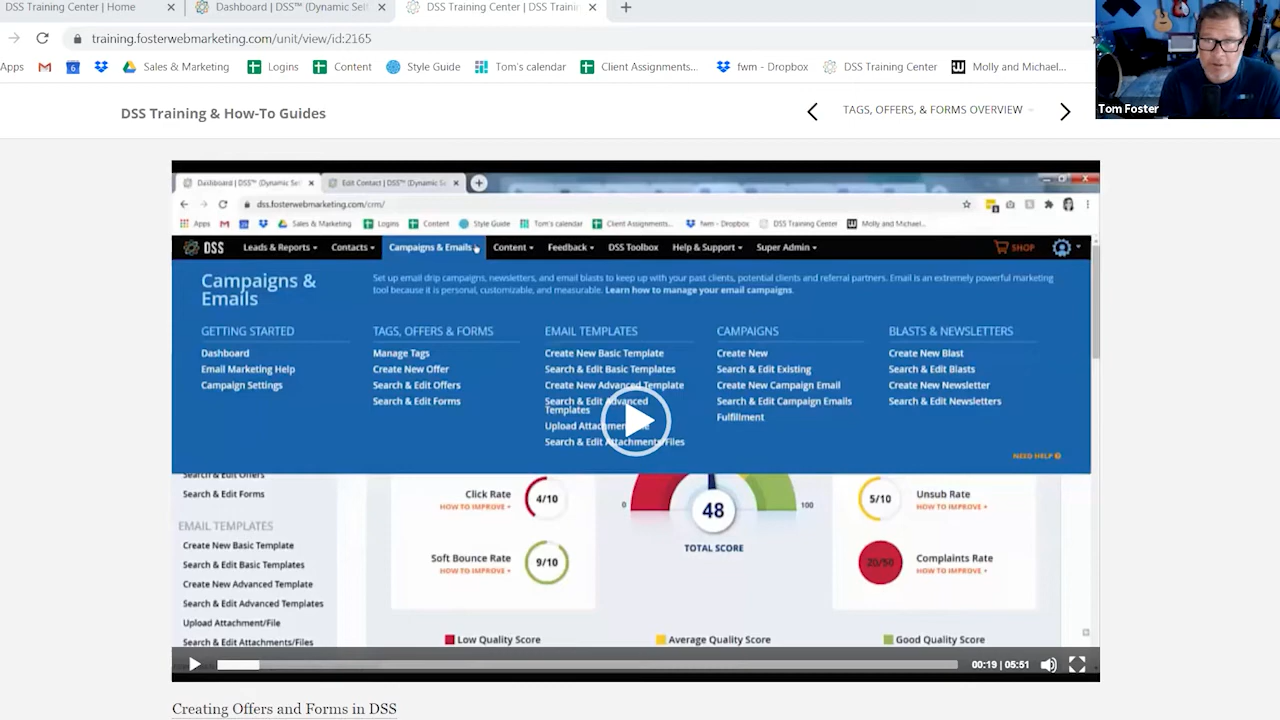 DSS Training Center | Home
Dashboard | DSS™ (Dynamic Sel
DSS Training Center | DSS Trainin
training.fosterwebmarketing.com/unit/view/id:2165
Apps
6
Sales & Marketing
Logins
Content
Style Guide
Tom's calendar
Client Assignments...
fwm - Dropbox
DSS Training Center
Molly and Michael...
Tom Foster
DSS Training & How-To Guides
TAGS, OFFERS, & FORMS OVERVIEW
Dashboard | DSS™ (Dynamic Sel
Edit Contact | DSS™ (Dynamic Se
dss.fosterwebmarketing.com/crm/
Apps
Sales & Marketing
Logins
Content
Style Guide
Tom's calendar
Client Assignments...
fwm - Dropbox
DSS Training Center
Molly and Michael...
DSS
Leads & Reports
Contacts
Campaigns & Emails
Content
Feedback
DSS Toolbox
Help & Support
Super Admin
SHOP
Campaigns &
Emails
Set up email drip campaigns, newsletters, and email blasts to keep up with your past clients, potential clients and referral partners. Email is an extremely powerful marketing
tool because it is personal, customizable, and measurable. Learn how to manage your email campaigns.
GETTING STARTED
Dashboard
Email Marketing Help
Campaign Settings
TAGS, OFFERS & FORMS
Manage Tags
Create New Offer
Search & Edit Offers
Search & Edit Forms
EMAIL TEMPLATES
Create New Basic Template
Search & Edit Basic Templates
Create New Advanced Template
Search & Edit Advanced
Templates
Upload Attachment/File
Search & Edit Attachments/Files
CAMPAIGNS
Create New
Search & Edit Existing
Create New Campaign Email
Search & Edit Campaign Emails
Fulfillment
BLASTS & NEWSLETTERS
Create New Blast
Search & Edit Blasts
Create New Newsletter
Search & Edit Newsletters
NEED HELP
Search & Edit Offers
Search & Edit Forms
EMAIL TEMPLATES
Create New Basic Template
Search & Edit Basic Templates
Create New Advanced Template
Search & Edit Advanced Templates
Upload Attachment/File
Search & Edit Attachments/Files
Click Rate
HOW TO IMPROVE
4/10
Soft Bounce Rate
HOW TO IMPROVE
9/10
0
48
100
TOTAL SCORE
5/10
Unsub Rate
HOW TO IMPROVE
20/50
Complaints Rate
HOW TO IMPROVE
Low Quality Score
Average Quality Score
Good Quality Score
00:19 | 05:51
Creating Offers and Forms in DSS